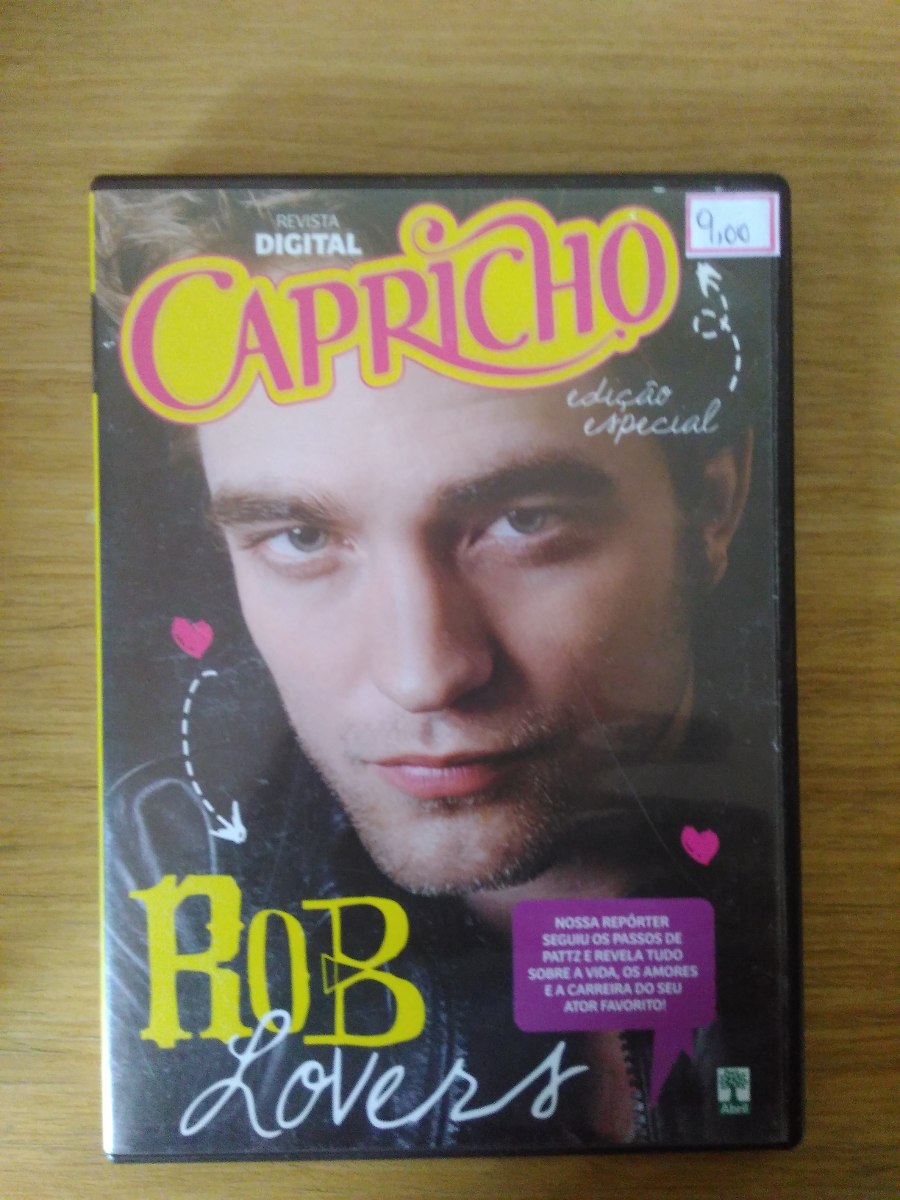 REVISTA
DIGITAL
CAPRICHO
9,00
edição
especial
ROB
Lovers
NOSSA REPÓRTER
SEGUIU OS PASSOS DE
PATTZ E REVELA TUDO
SOBRE A VIDA, OS AMORES
E A CARREIRA DO SEU
ATOR FAVORITO!
Abril